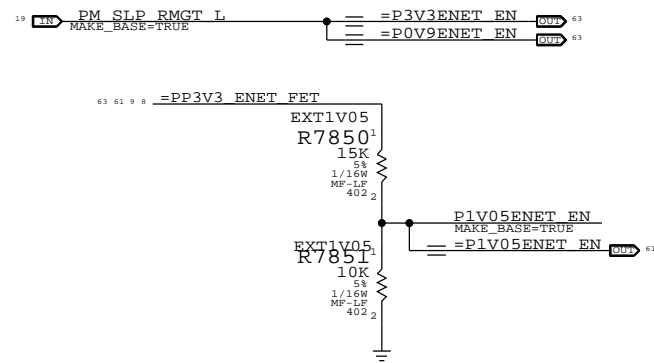 19 IN PM_SLP_RMGT_L =P3V3ENET_EN OUT 63
MAKE_BASE=TRUE
=P0V9ENET_EN OUT 63
63 61 9 8 =PP3V3_ENET_FET
EXT1V05
R7850 1
15K
5%
1/16W
MF-LF
402 2
P1V05ENET_EN
MAKE_BASE=TRUE
=P1V05ENET_EN OUT 61
EXT1V05
R7851 1
10K
5%
1/16W
MF-LF
402 2